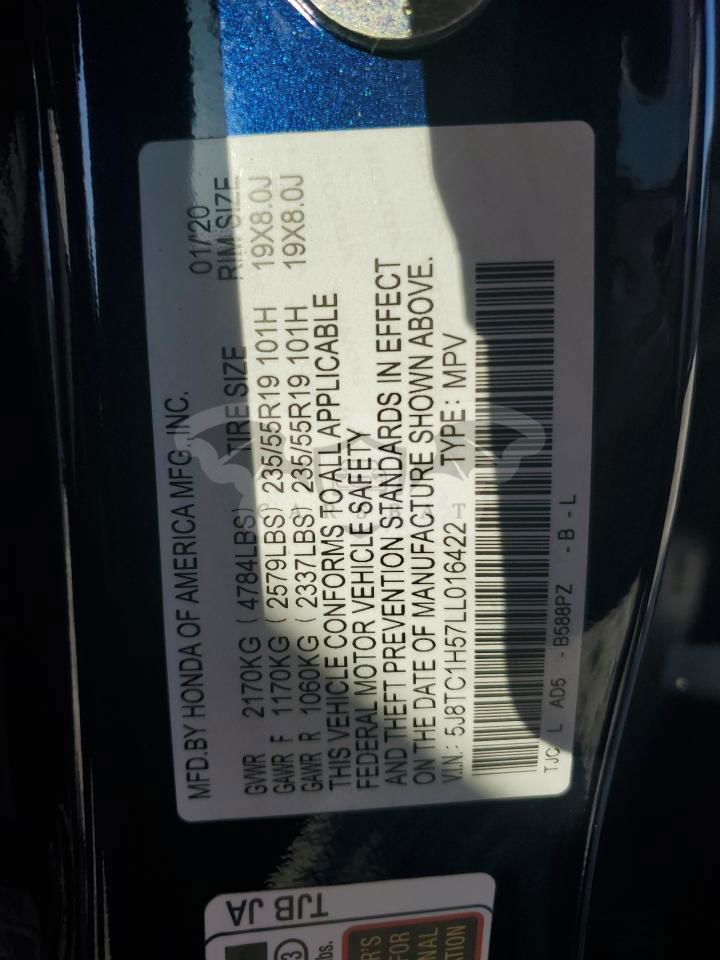 MFD.BY HONDA OF AMERICA MFG.,INC. 01/'20
TIRE SIZE RIM SIZE
GVWR 2170KG ( 4784LBS)
GAWR F 1170KG ( 2579LBS) 235/55R19 101H 19X8.0J
GAWR R 1060KG ( 2337LBS) 235/55R19 101H 19X8.0J
THIS VEHICLE CONFORMS TO ALL APPLICABLE
FEDERAL MOTOR VEHICLE SAFETY
AND THEFT PREVENTION STANDARDS IN EFFECT
ON THE DATE OF MANUFACTURE SHOWN ABOVE.
V.I.N.: 5J8TC1H57LL016422 TYPE : MPV
TJC L AD5 - B588PZ - B - L
TJB JA